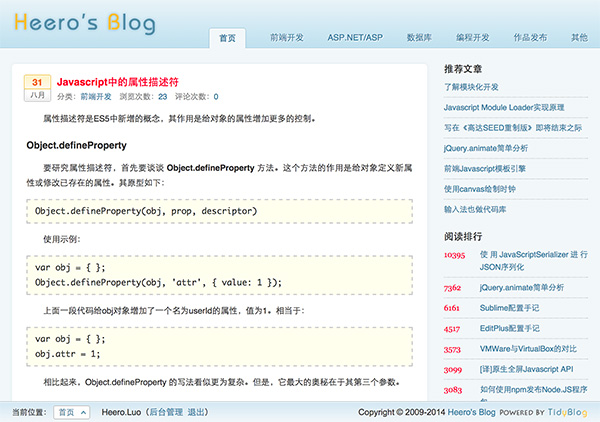 Heero's Blog
首页 前端开发 ASP.NET/ASP 数据库 编程开发 作品发布 其他
31
八月
Javascript中的属性描述符
分类：前端开发 浏览次数：23 评论次数：0
属性描述符是ES5中新增的概念，其作用是给对象的属性增加更多的控制。
Object.defineProperty
要研究属性描述符，首先要谈谈 Object.defineProperty 方法。这个方法的作用是给对象定义新属
性或修改已存在的属性。其原型如下：
Object.defineProperty(obj, prop, descriptor)
使用示例：
var obj = { };
Object.defineProperty(obj, 'attr', { value: 1 });
上面一段代码给obj对象增加了一个名为userId的属性，值为1。相当于：
var obj = { };
obj.attr = 1;
相比起来，Object.defineProperty 的写法看似更为复杂。但是，它最大的奥秘在于其第三个参数。
推荐文章
了解模块化开发
Javascript Module Loader实现原理
写在《高达SEED重制版》即将结束之际
jQuery.animate简单分析
前端Javascript模板引擎
使用canvas绘制时钟
输入法也做代码库
阅读排行
10395 使用JavaScriptSerializer进行
JSON序列化
7362 jQuery.animate简单分析
6161 Sublime配置手记
4517 EditPlus配置手记
3573 VMWare与VirtualBox的对比
3099 [译]原生全屏Javascript API
3083 如何使用npm发布Node.JS程序
当前位置： 首页 Heero.Luo（后台管理 退出） Copyright © 2009-2014 Heero's Blog POWERED BY TidyBlog